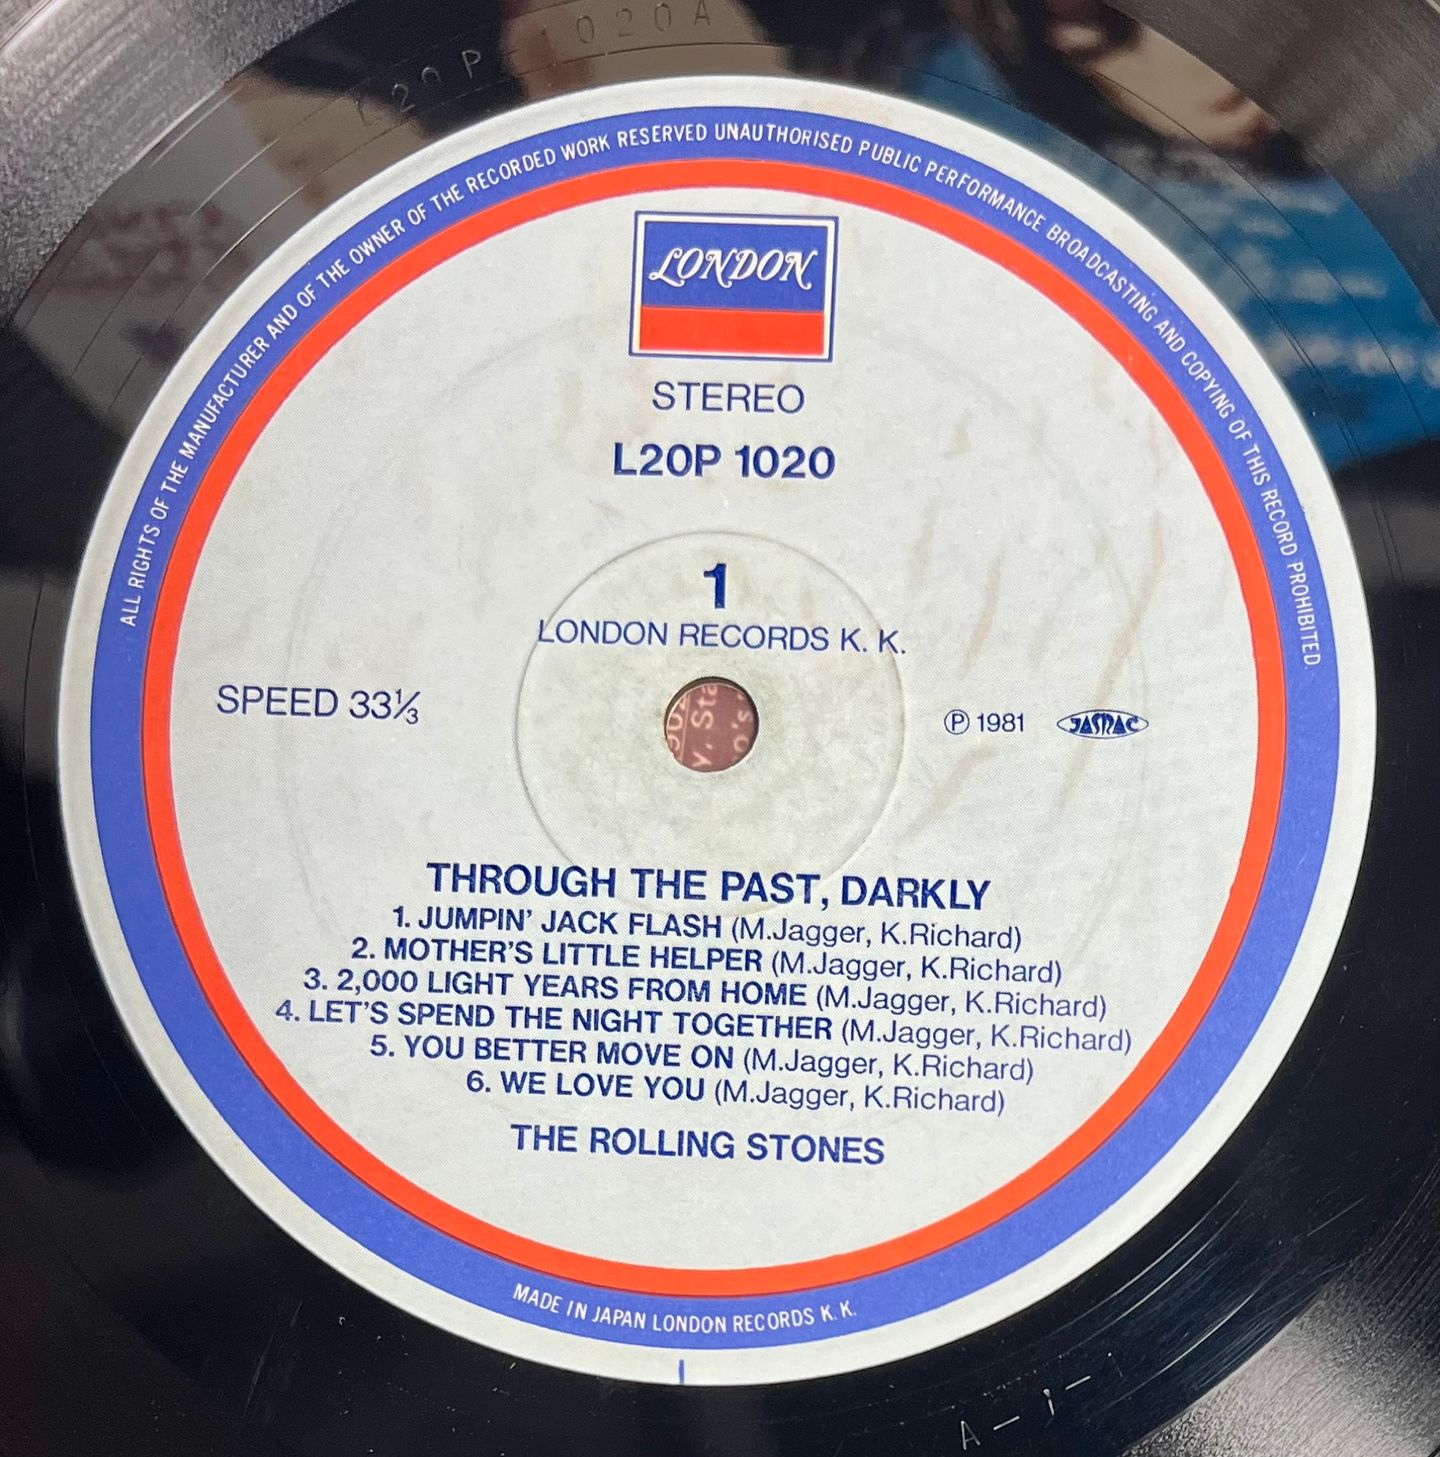 L20P-1020A
ALL RIGHTS OF THE MANUFACTURER AND OF THE OWNER OF THE RECORDED WORK RESERVED UNAUTHORISED PUBLIC PERFORMANCE BROADCASTING AND COPYING OF THIS RECORD PROHIBITED.
LONDON
STEREO
L20P 1020
1
LONDON RECORDS K. K.
SPEED 33⅓
℗ 1981 JASRAC
THROUGH THE PAST, DARKLY
1. JUMPIN' JACK FLASH (M.Jagger, K.Richard)
2. MOTHER'S LITTLE HELPER (M.Jagger, K.Richard)
3. 2,000 LIGHT YEARS FROM HOME (M.Jagger, K.Richard)
4. LET'S SPEND THE NIGHT TOGETHER (M.Jagger, K.Richard)
5. YOU BETTER MOVE ON (M.Jagger, K.Richard)
6. WE LOVE YOU (M.Jagger, K.Richard)
THE ROLLING STONES
MADE IN JAPAN LONDON RECORDS K. K.